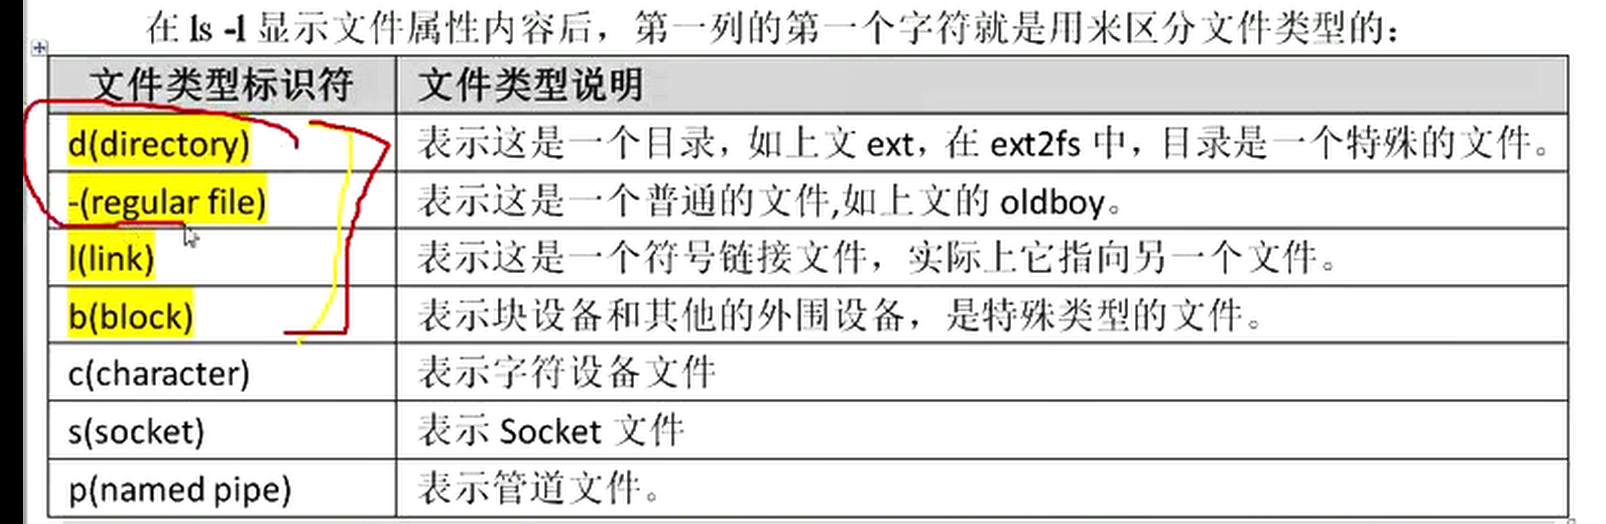 在 ls -l 显示文件属性内容后，第一列的第一个字符就是用来区分文件类型的：
文件类型标识符 文件类型说明
d(directory) 表示这是一个目录，如上文 ext，在 ext2fs 中，目录是一个特殊的文件。
-(regular file) 表示这是一个普通的文件,如上文的 oldboy。
l(link) 表示这是一个符号链接文件，实际上它指向另一个文件。
b(block) 表示块设备和其他的外围设备，是特殊类型的文件。
c(character) 表示字符设备文件
s(socket) 表示 Socket 文件
p(named pipe) 表示管道文件。